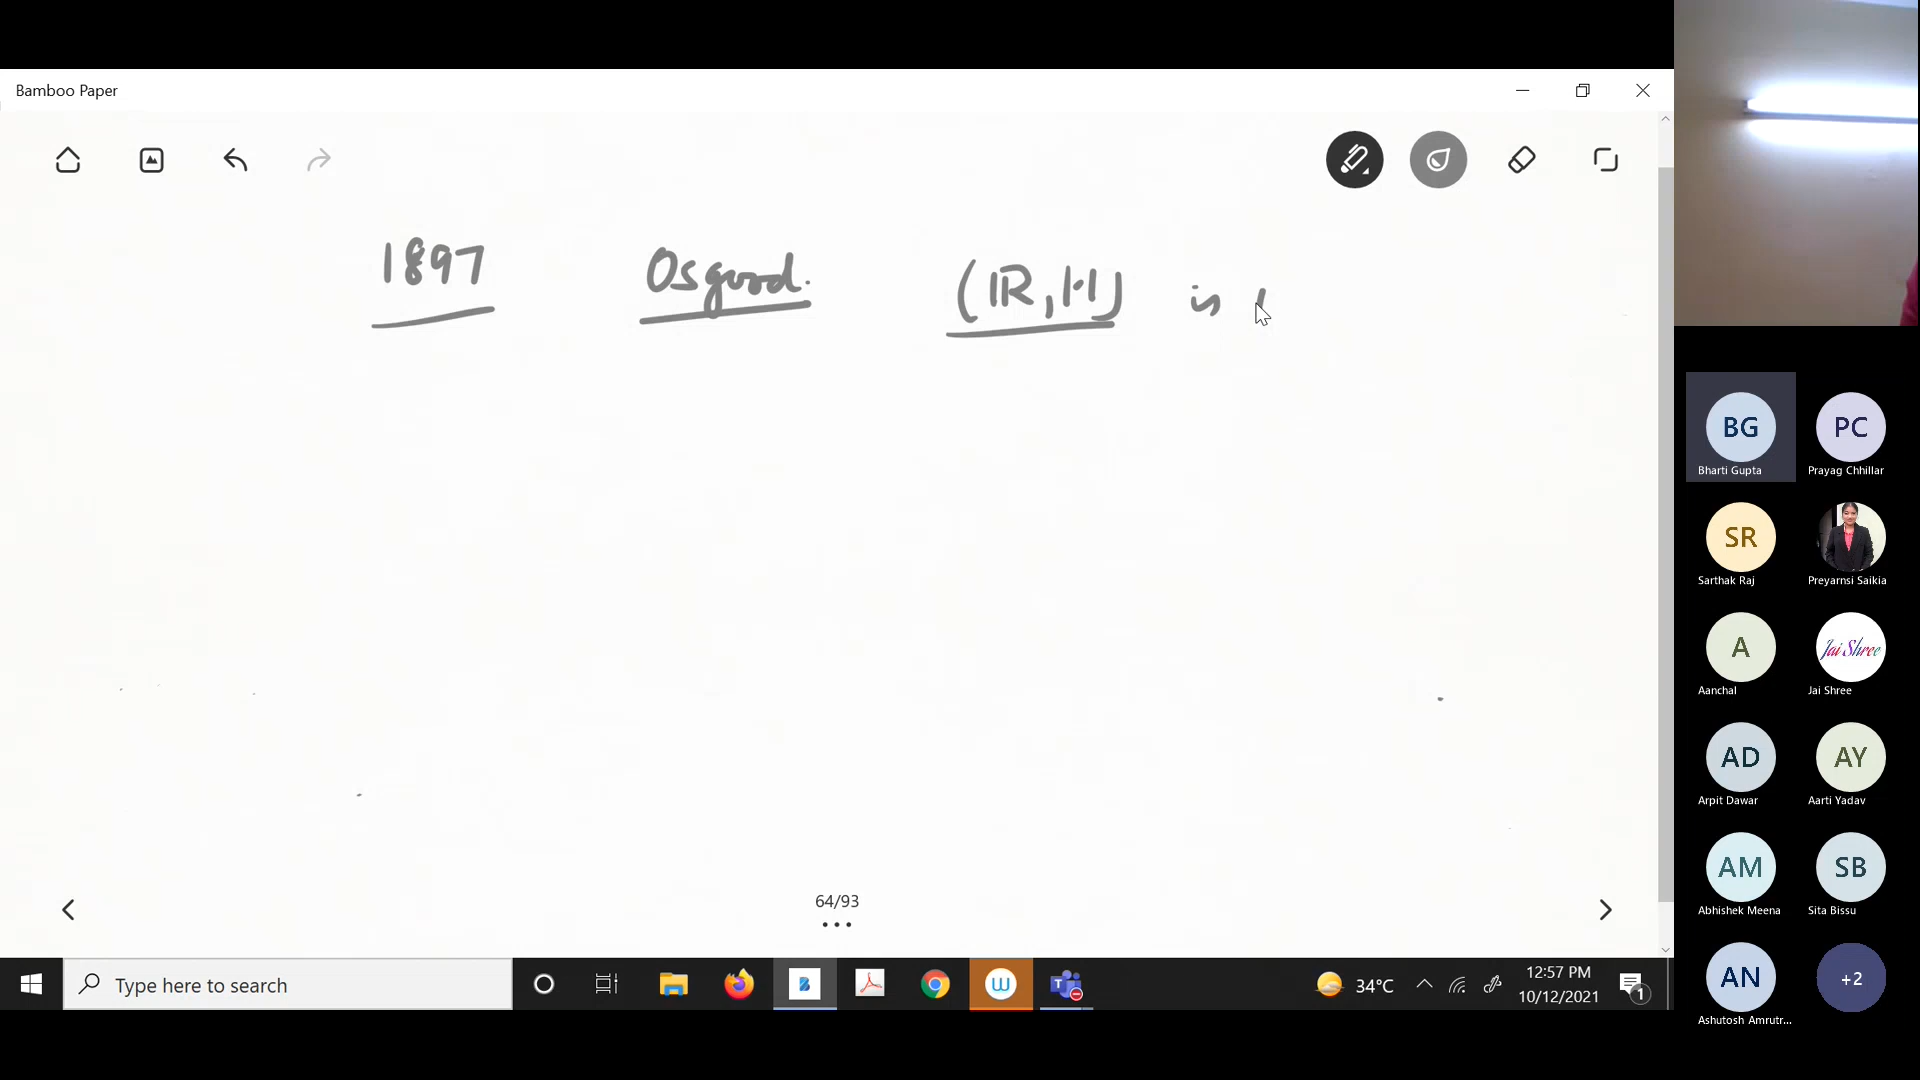 Bamboo Paper
1897 Osgood. (ℝ, |·|) is
64/93
Type here to search
34°C
12:57 PM
10/12/2021
1
BG
Bharti Gupta
PC
Prayag Chhillar
SR
Sarthak Raj
Preyarnsi Saikia
A
Aanchal
Jai Shree
Jai Shree
AD
Arpit Dawar
AY
Aarti Yadav
AM
Abhishek Meena
SB
Sita Bissu
AN
Ashutosh Amrutr...
+2